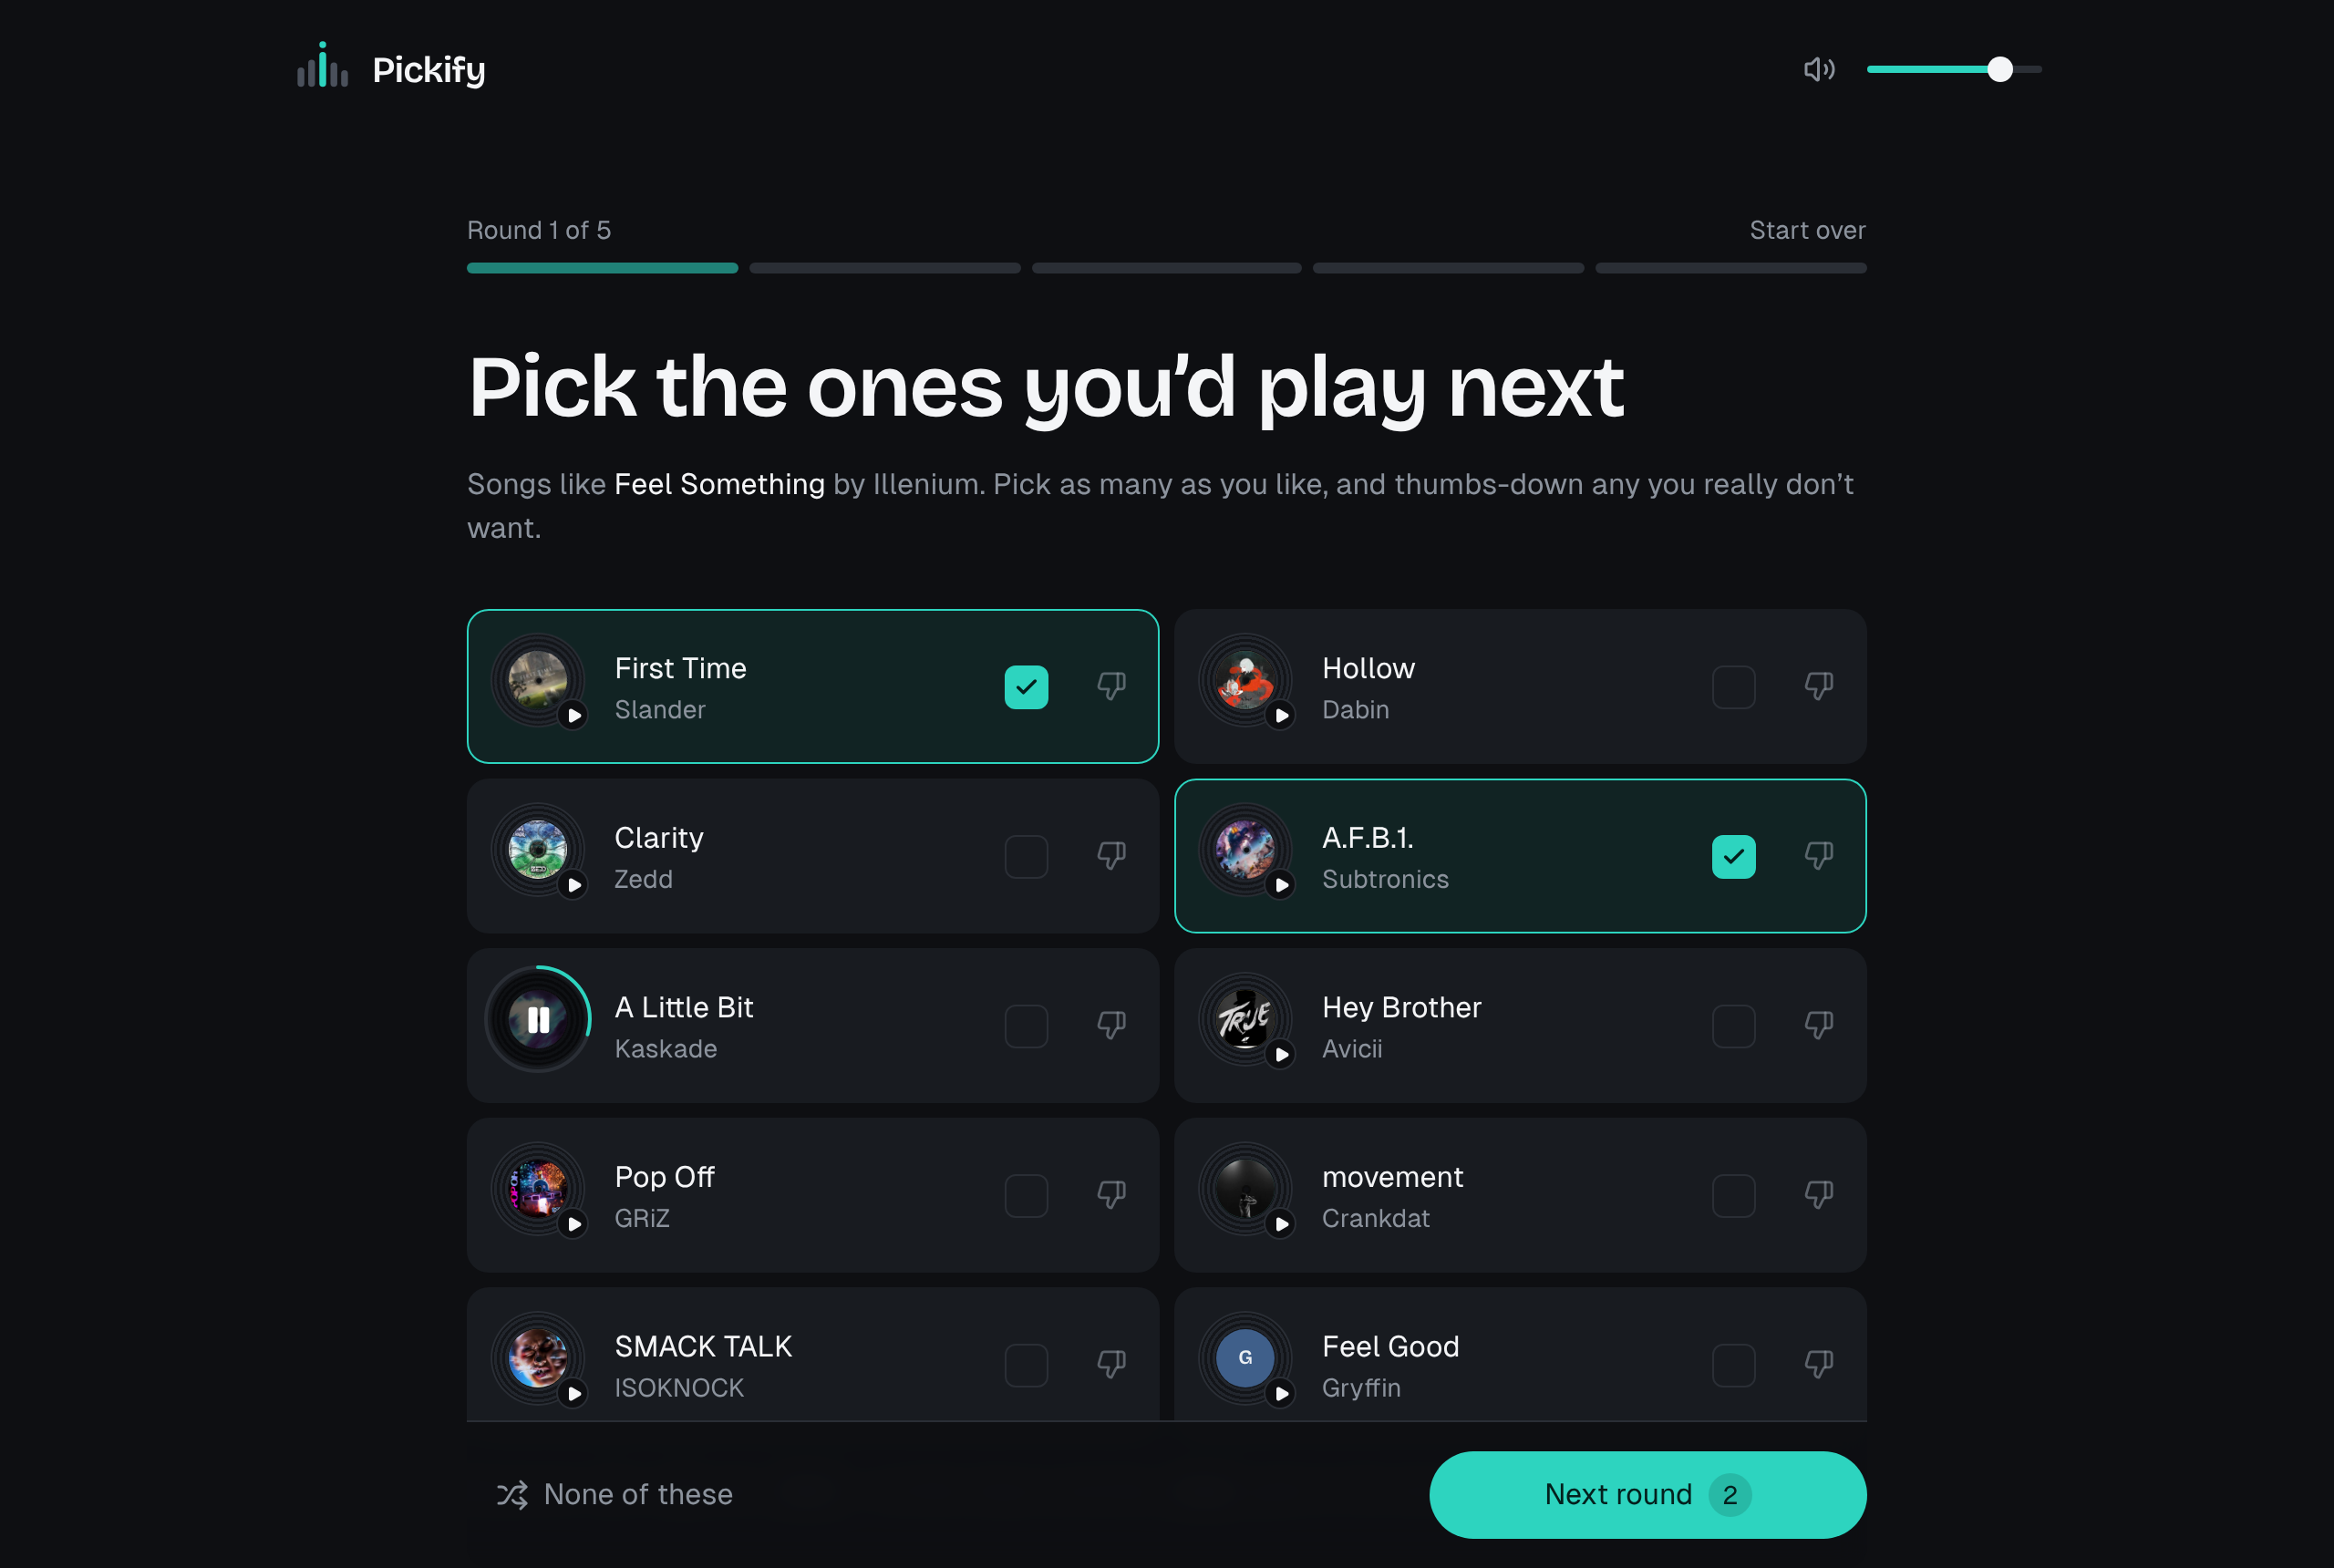 Pickify
Round 1 of 5
Start over
Pick the ones you’d play next
Songs like Feel Something by Illenium. Pick as many as you like, and thumbs-down any you really don’t
want.
First Time
Slander
Hollow
Dabin
Clarity
Zedd
A.F.B.1.
Subtronics
A Little Bit
Kaskade
TRUE
Hey Brother
Avicii
POP OFF
Pop Off
GRiZ
movement
Crankdat
SMACK TALK
ISOKNOCK
G
Feel Good
Gryffin
None of these
Next round 2